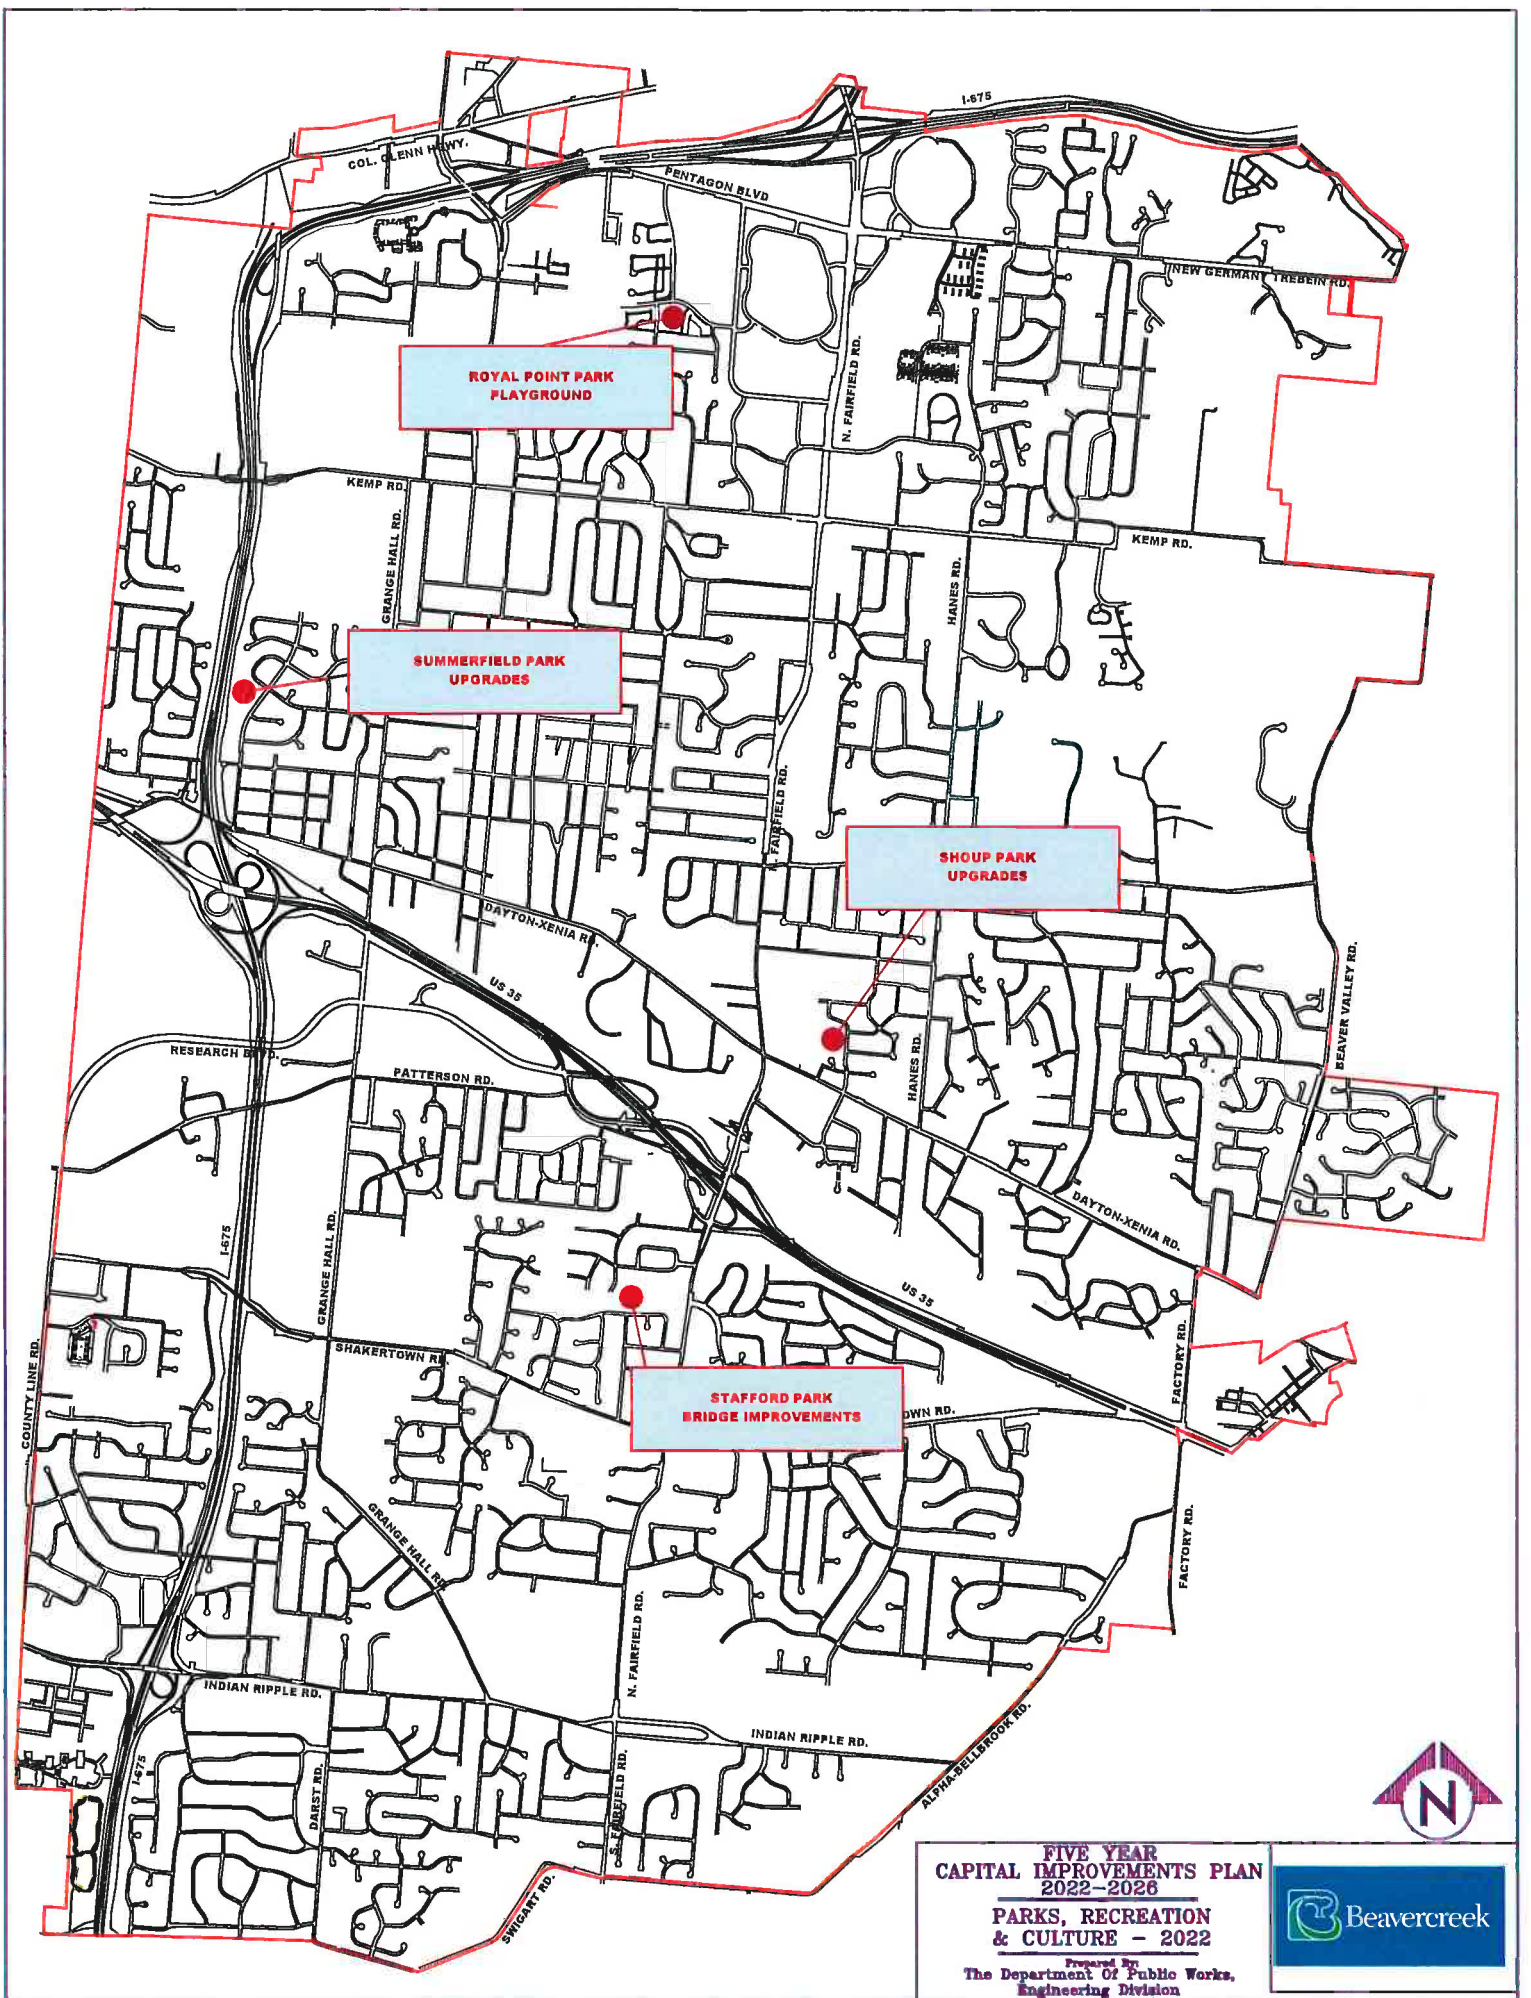 I-675
COL. GLENN HGWY.
PENTAGON BLVD
NEW GERMANY TREBEIN RD.
ROYAL POINT PARK
PLAYGROUND
N. FAIRFIELD RD.
KEMP RD.
GRANGE HALL RD.
KEMP RD.
HANES RD.
SUMMERFIELD PARK
UPGRADES
N. FAIRFIELD RD.
SHOUP PARK
UPGRADES
DAYTON-XENIA RD.
US 35
BEAVER VALLEY RD.
RESEARCH BLVD.
PATTERSON RD.
HANES RD.
I-675
GRANGE HALL RD.
DAYTON-XENIA RD.
US 35
COUNTY LINE RD.
SHAKERTOWN RD.
FACTORY RD.
STAFFORD PARK
BRIDGE IMPROVEMENTS
OWN RD.
GRANGE HALL RD.
FACTORY RD.
N. FAIRFIELD RD.
INDIAN RIPPLE RD.
INDIAN RIPPLE RD.
ALPHA-BELLBROOK RD.
I-675
DARST RD.
S. FAIRFIELD RD.
SWIGART RD.
N
FIVE YEAR
CAPITAL IMPROVEMENTS PLAN
2022-2026
PARKS, RECREATION
& CULTURE - 2022
Prepared By:
The Department Of Public Works,
Engineering Division
Beavercreek